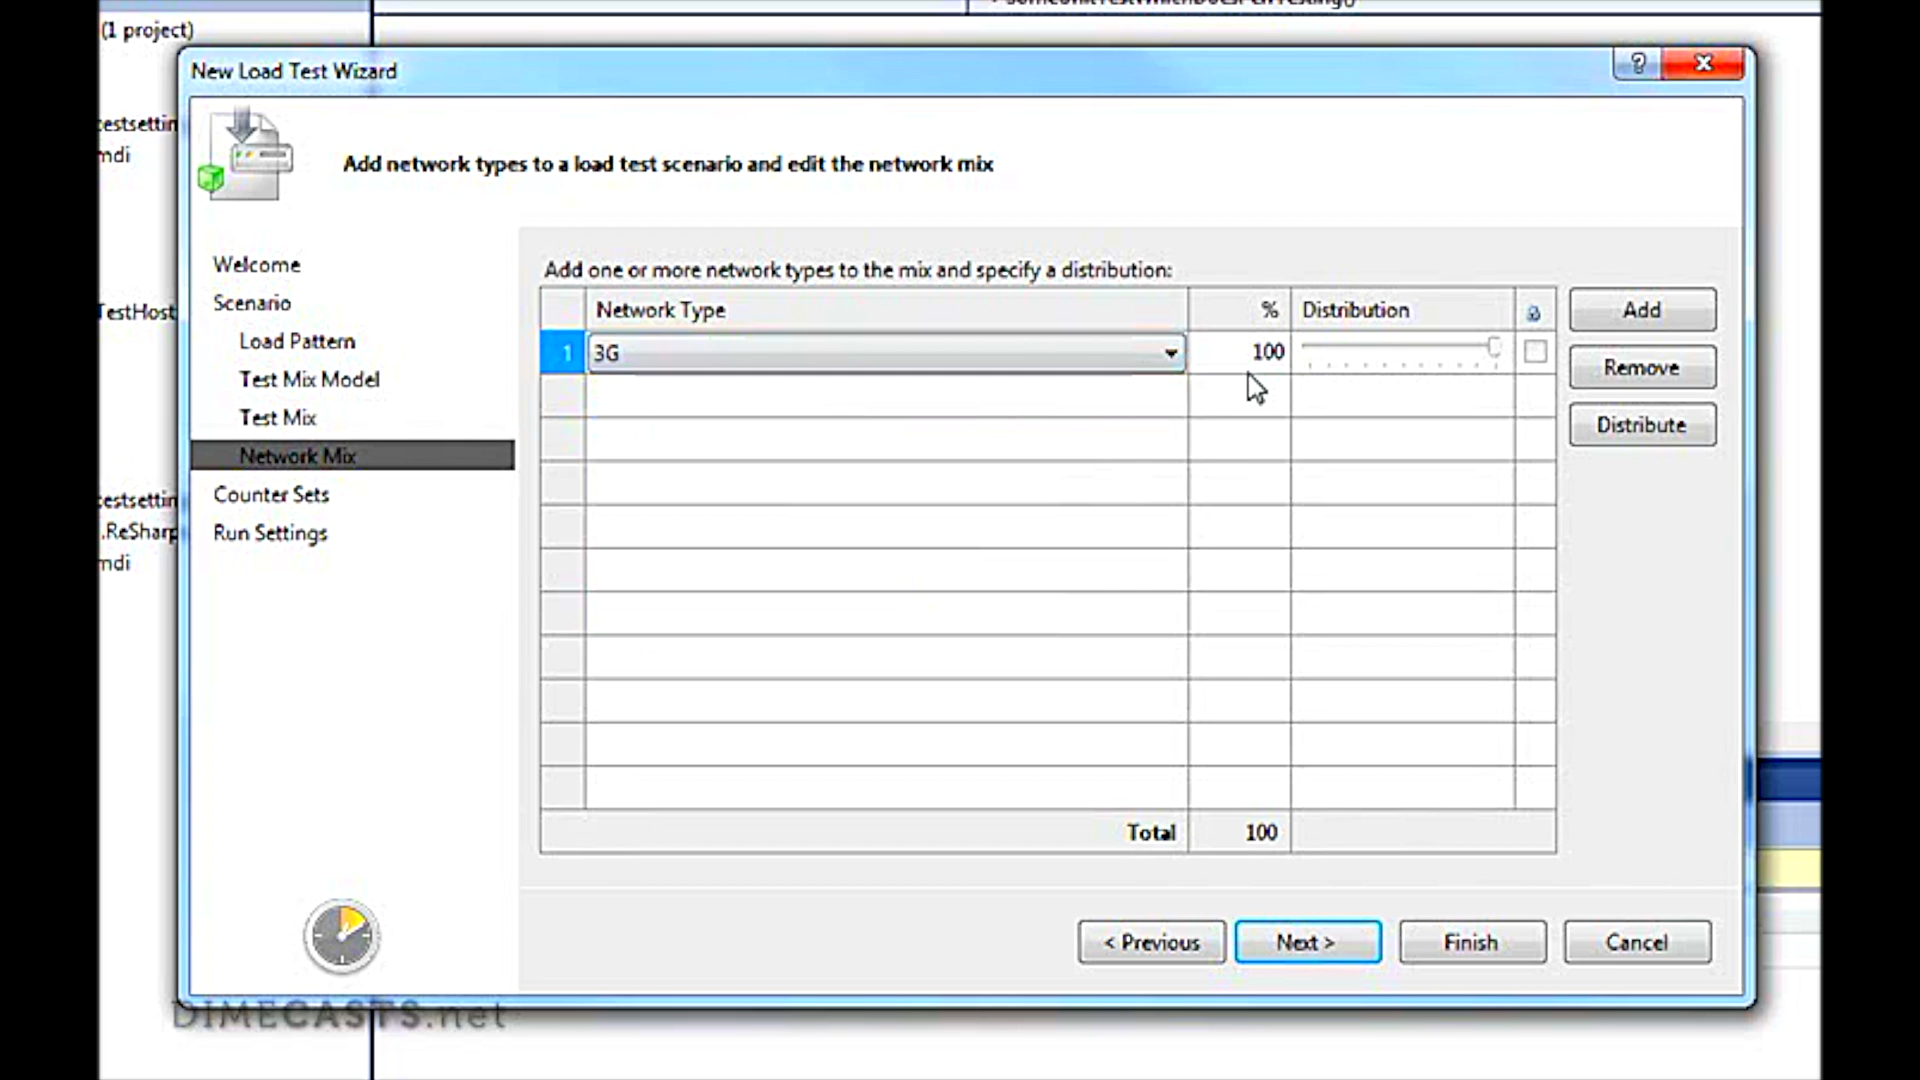 (1 project)
New Load Test Wizard
?
Add network types to a load test scenario and edit the network mix
testsettin
mdi
TestHost
testsettin
.ReSharp
mdi
Welcome
Scenario
Load Pattern
Test Mix Model
Test Mix
Network Mix
Counter Sets
Run Settings
Add one or more network types to the mix and specify a distribution:
Network Type % Distribution
1 3G 100
Total 100
Add
Remove
Distribute
< Previous Next > Finish Cancel
DIMECASTS.net